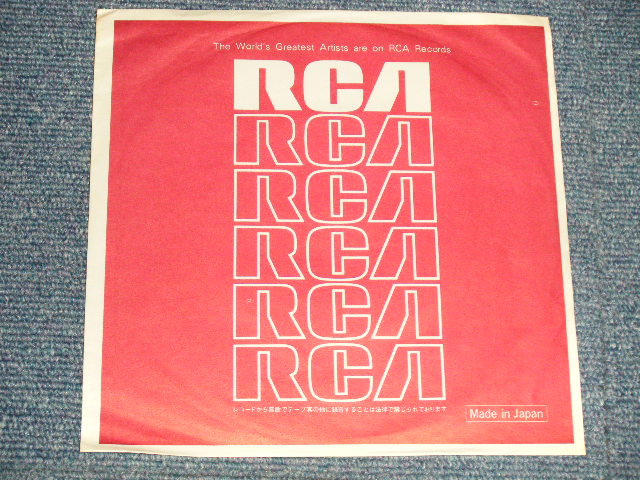 The World's Greatest Artists are on RCA Records
RCA
RCA
RCA
RCA
RCA
RCA
レコードから無断でテープ其の他に録音することは法律で禁じられております
Made in Japan